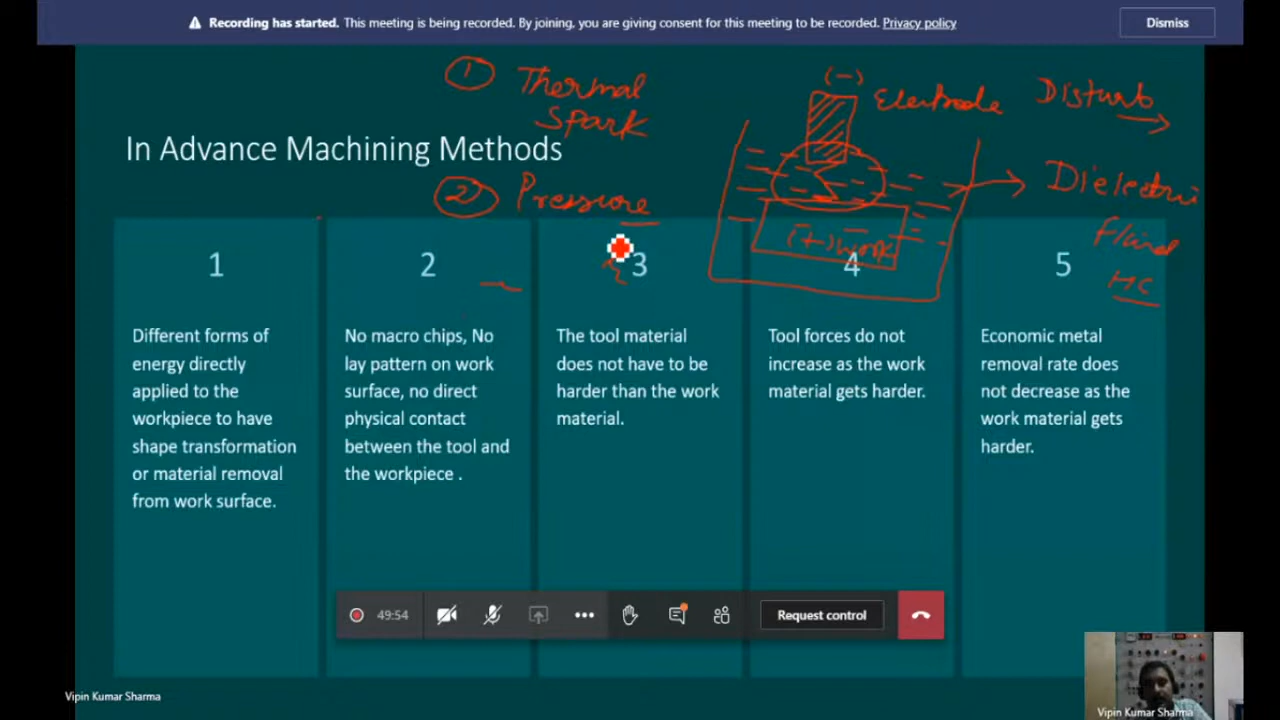 Recording has started. This meeting is being recorded. By joining, you are giving consent for this meeting to be recorded. Privacy policy
Dismiss
1 Thermal
Spark
2 Pressure
(-)
Electrode
Disturb
Dielectric
fluid
HC
(+) work
In Advance Machining Methods
1
Different forms of
energy directly
applied to the
workpiece to have
shape transformation
or material removal
from work surface.
2
No macro chips, No
lay pattern on work
surface, no direct
physical contact
between the tool and
the workpiece .
3
The tool material
does not have to be
harder than the work
material.
4
Tool forces do not
increase as the work
material gets harder.
5
Economic metal
removal rate does
not decrease as the
work material gets
harder.
49:54
Request control
Vipin Kumar Sharma
Vipin Kumar Sharma